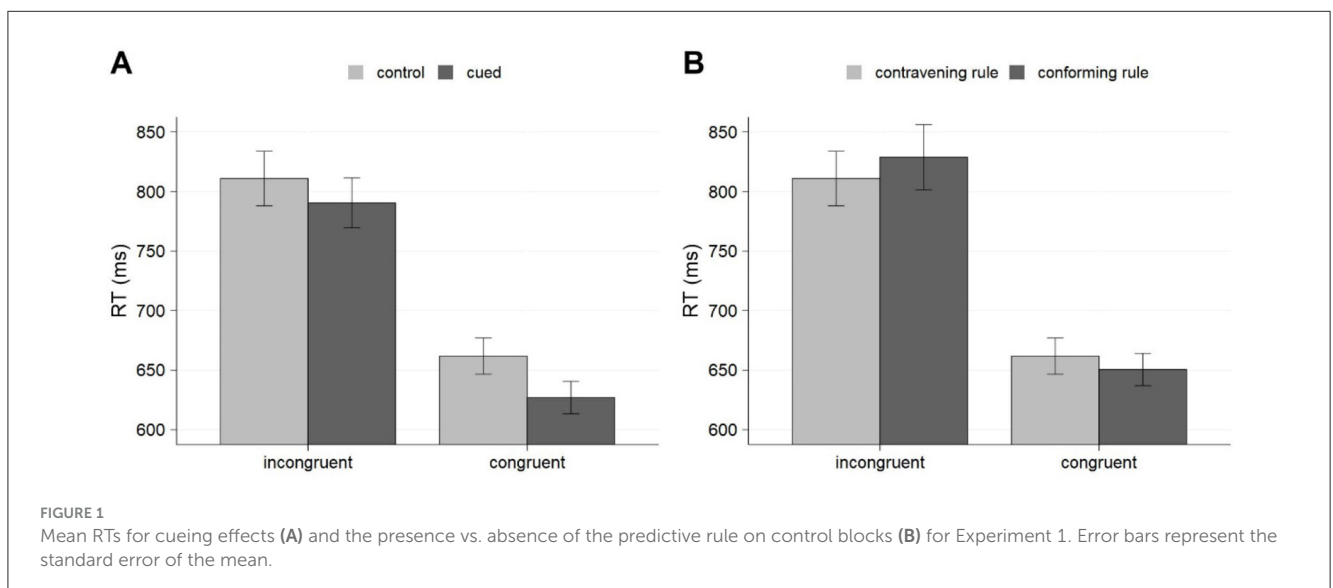 A
control cued
850
800
750
700
650
600
RT (ms)
incongruent congruent
B
contravening rule conforming rule
850
800
750
700
650
600
RT (ms)
incongruent congruent
FIGURE 1
Mean RTs for cueing effects (A) and the presence vs. absence of the predictive rule on control blocks (B) for Experiment 1. Error bars represent the
standard error of the mean.